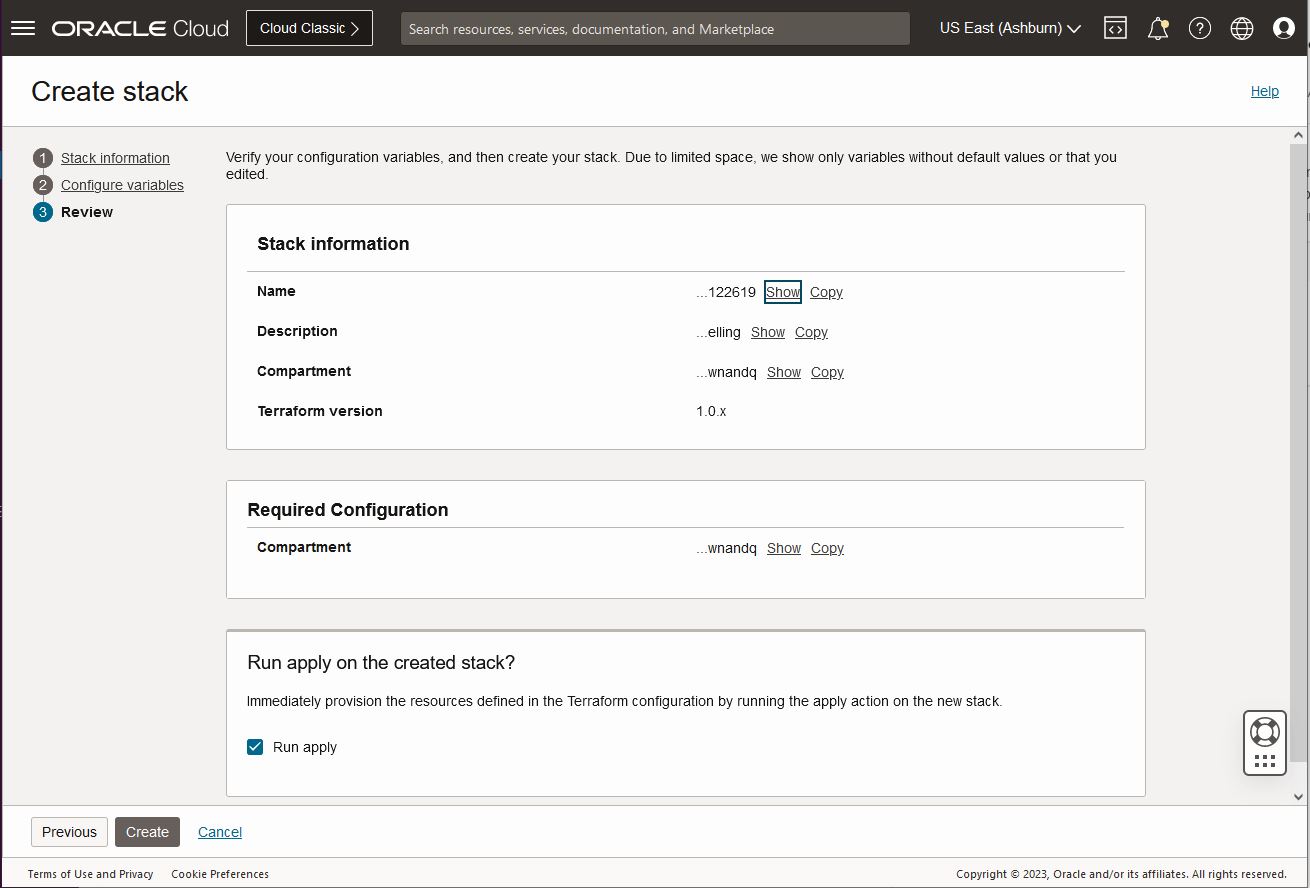 ORACLE Cloud
Cloud Classic
Search resources, services, documentation, and Marketplace
US East (Ashburn)
Create stack
Help
1 Stack information
2 Configure variables
3 Review
Verify your configuration variables, and then create your stack. Due to limited space, we show only variables without default values or that you
edited.
Stack information
Name ...122619 Show Copy
Description ...elling Show Copy
Compartment ...wnandq Show Copy
Terraform version 1.0.x
Required Configuration
Compartment ...wnandq Show Copy
Run apply on the created stack?
Immediately provision the resources defined in the Terraform configuration by running the apply action on the new stack.
Run apply
Previous Create Cancel
Terms of Use and Privacy Cookie Preferences Copyright © 2023, Oracle and/or its affiliates. All rights reserved.